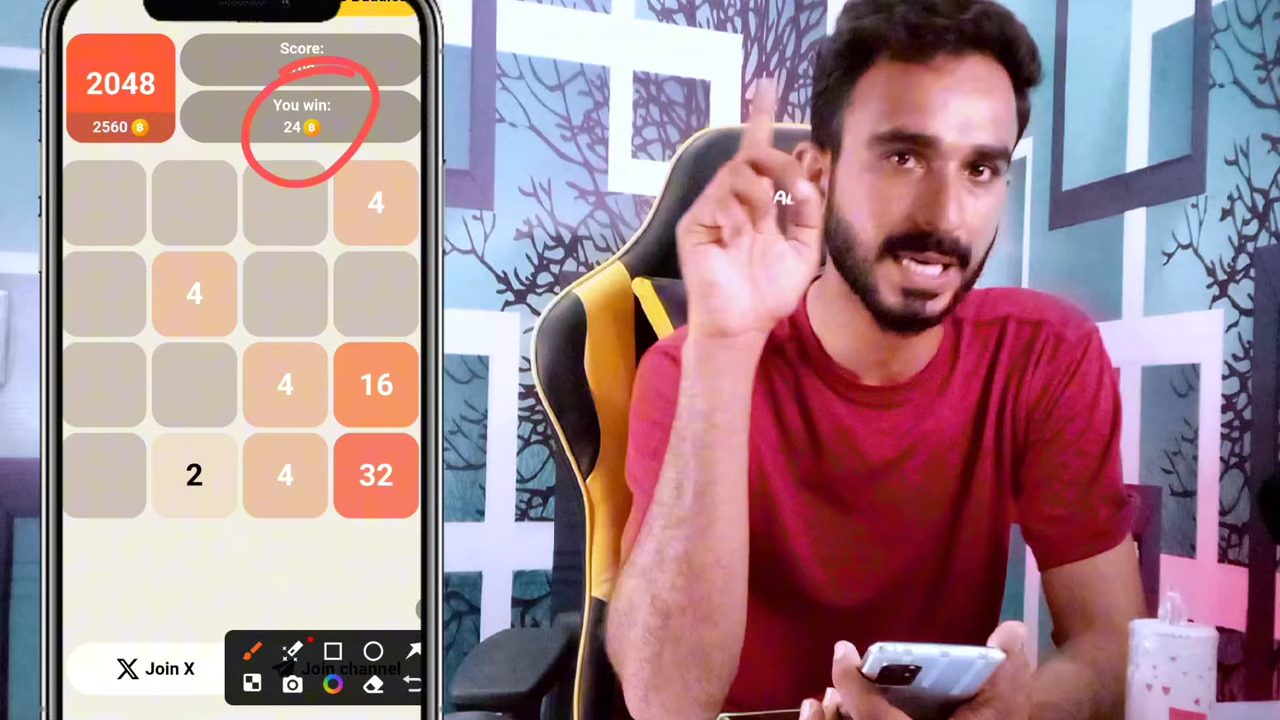 2048
2560
Score:
You win:
24
4
4
4
16
2
4
32
Join X
Join channel